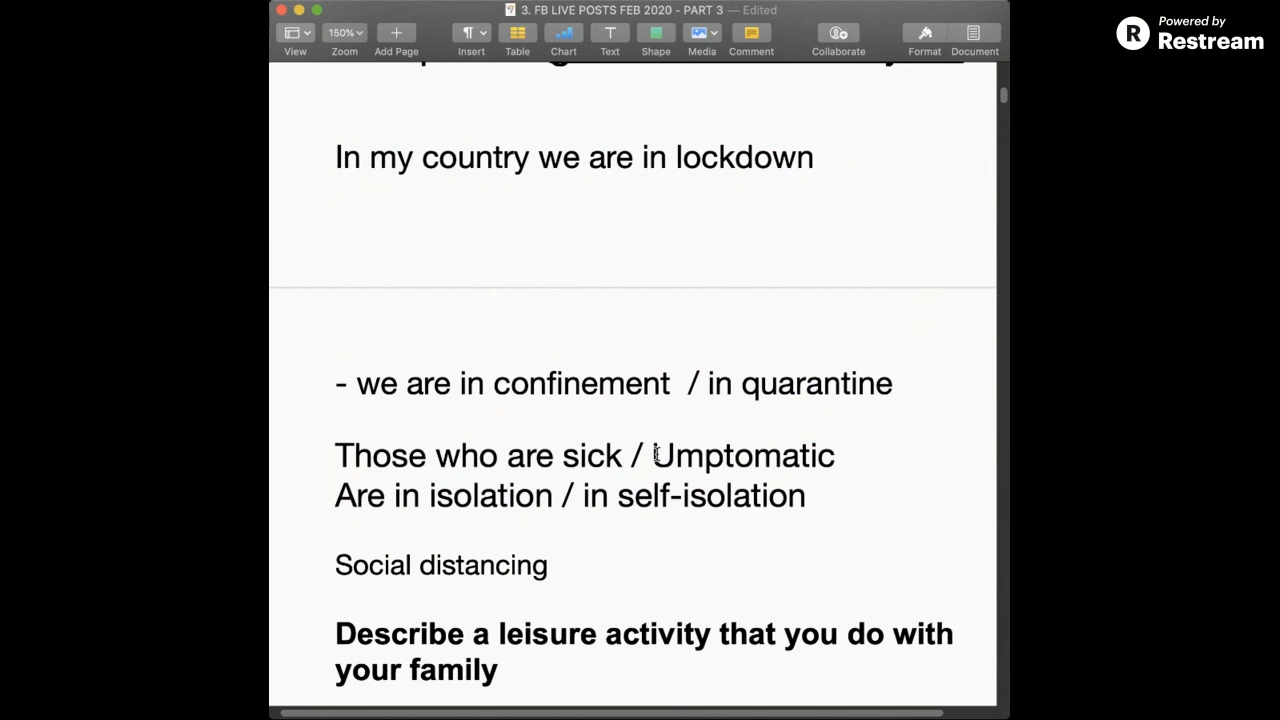 3. FB LIVE POSTS FEB 2020 - PART 3 — Edited
Powered by
R Restream
150%
View Zoom Add Page Insert Table Chart Text Shape Media Comment Collaborate Format Document
In my country we are in lockdown
- we are in confinement / in quarantine
Those who are sick / Umptomatic
Are in isolation / in self-isolation
Social distancing
Describe a leisure activity that you do with
your family